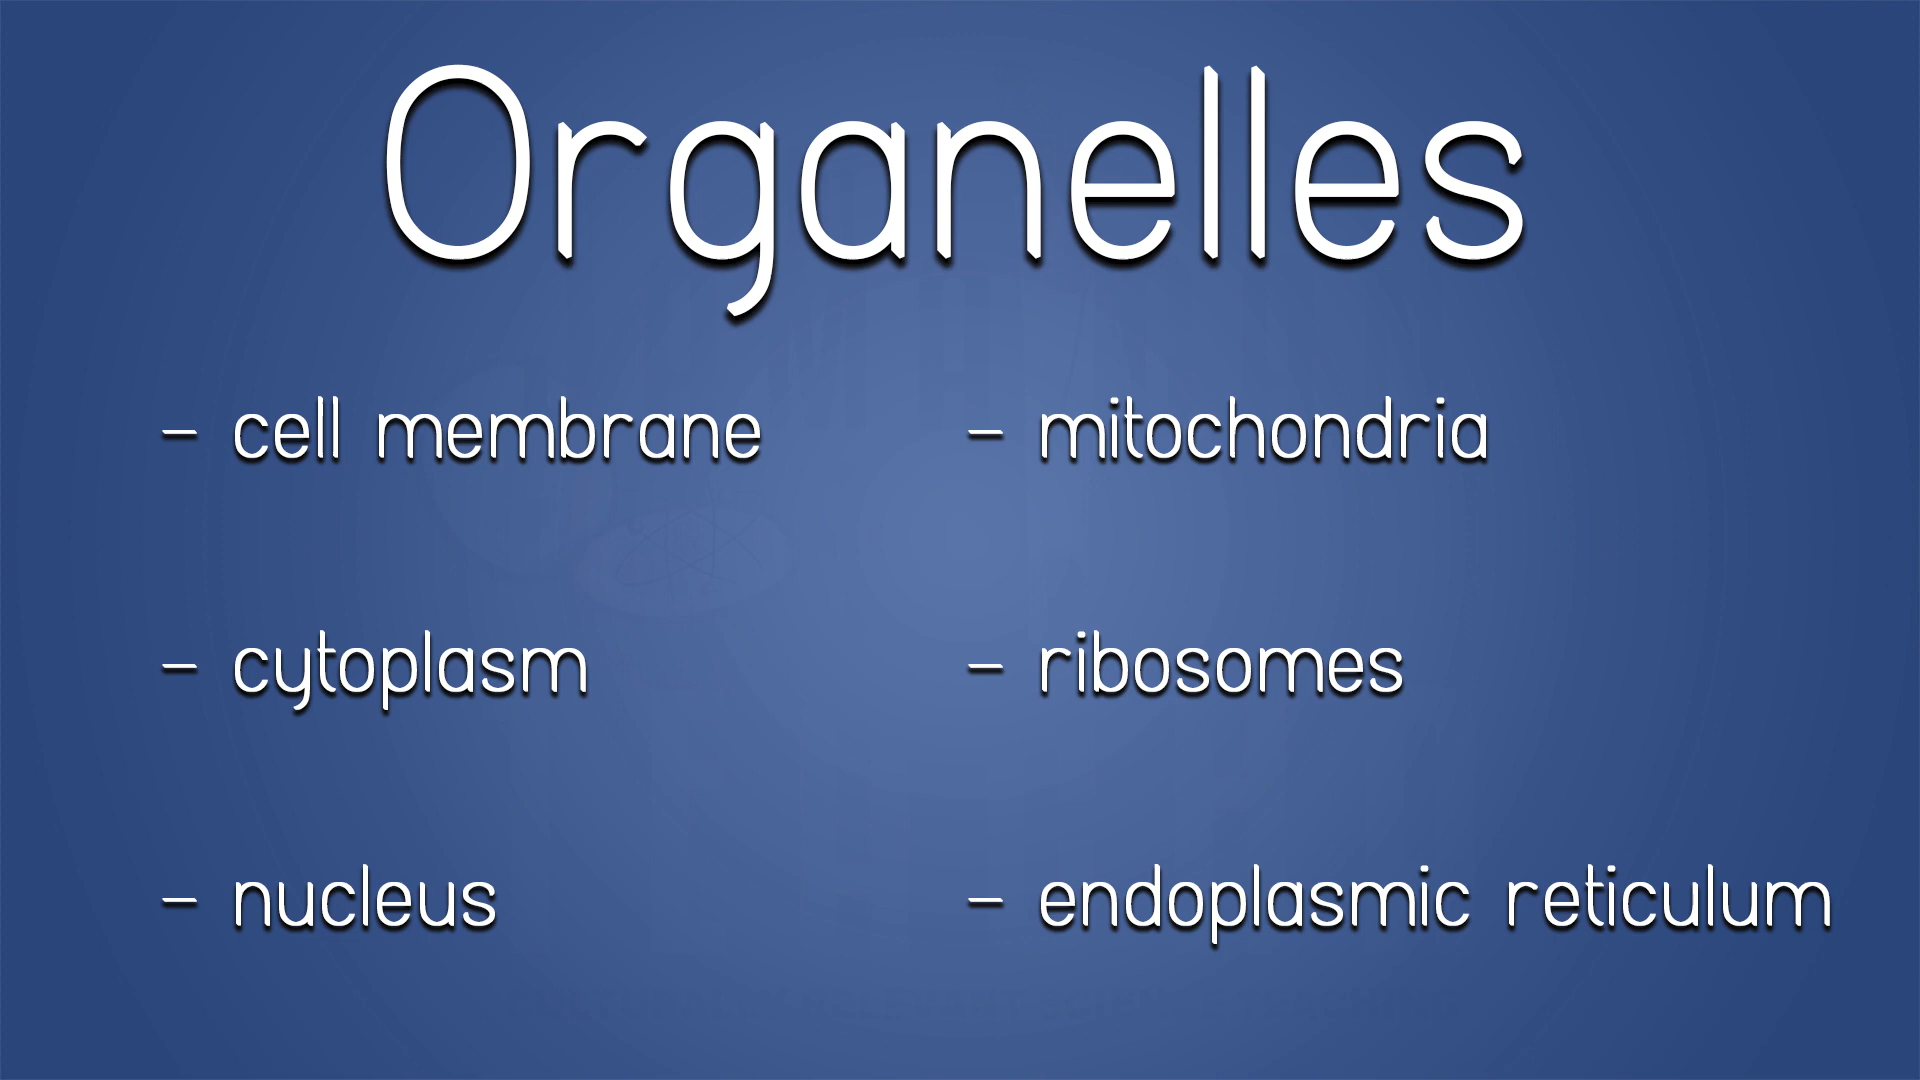 Organelles
- cell membrane
- cytoplasm
- nucleus
- mitochondria
- ribosomes
- endoplasmic reticulum